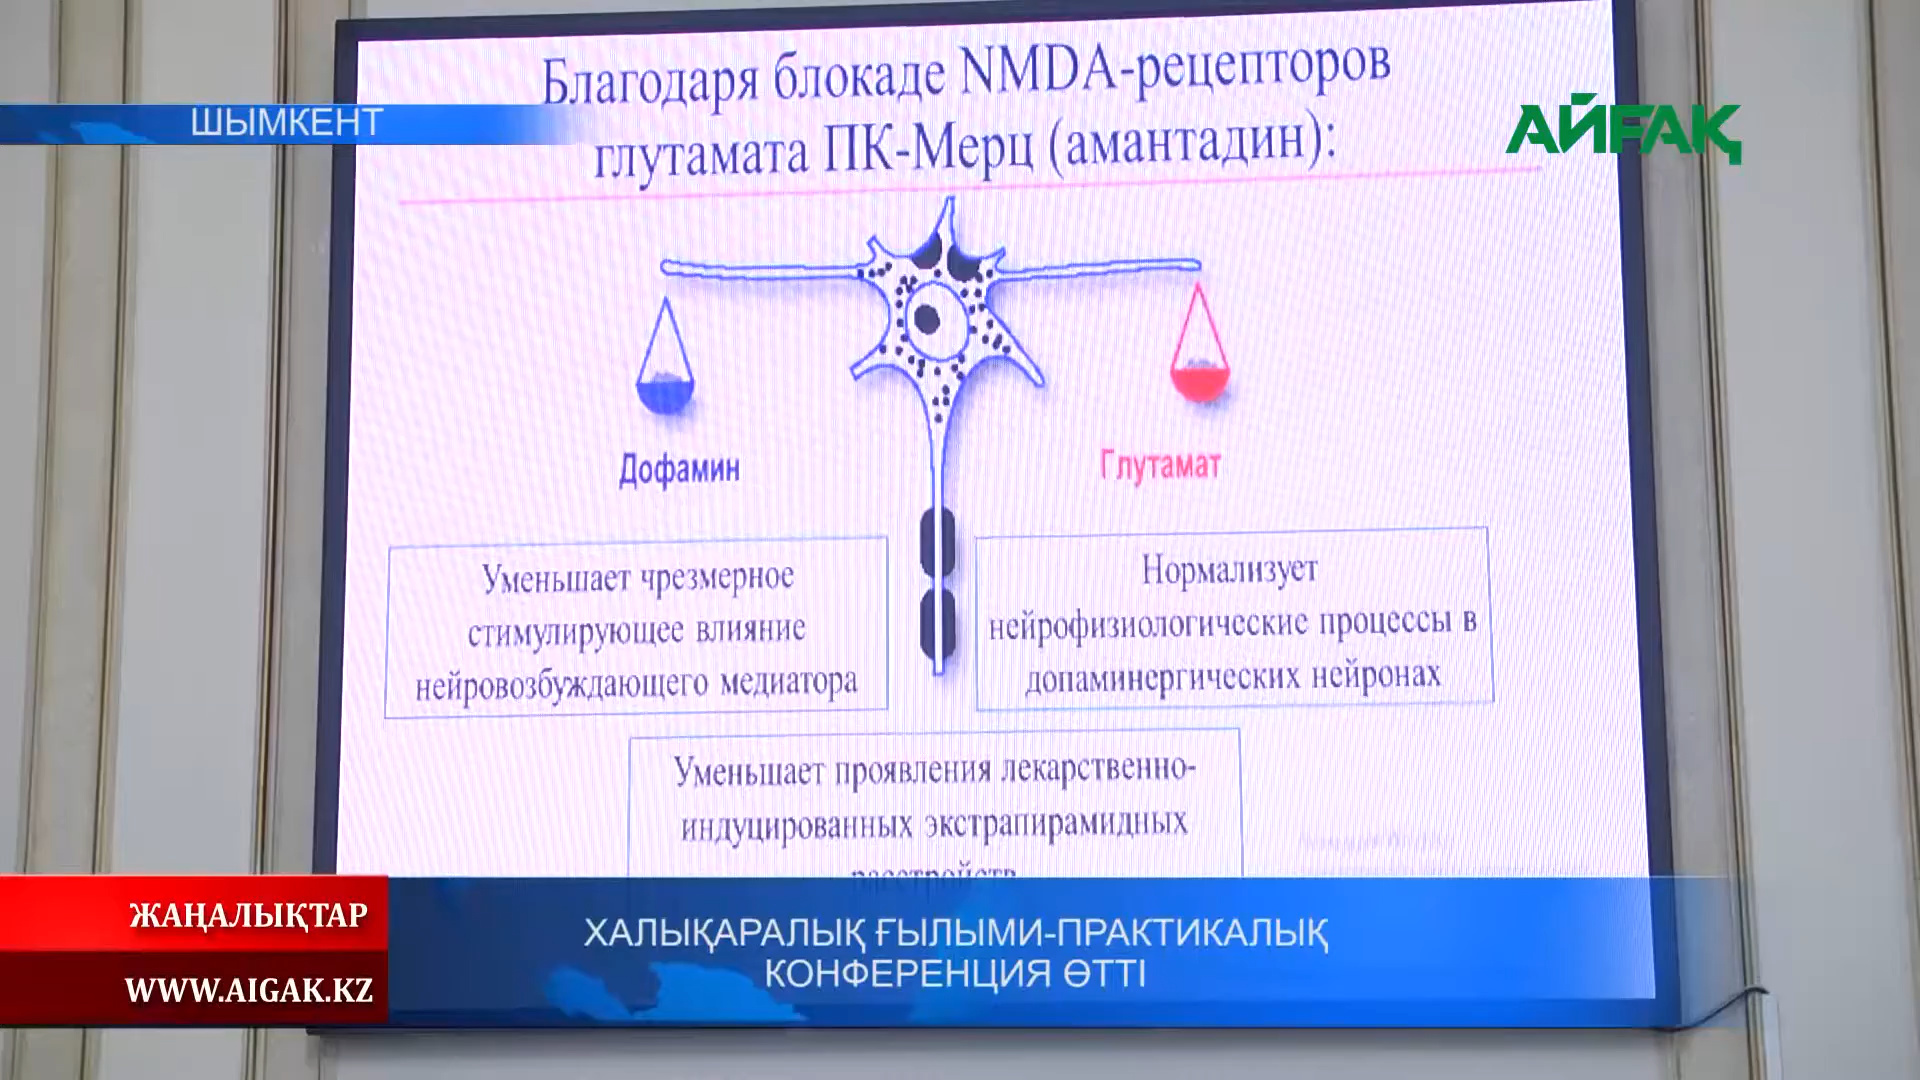 Благодаря блокаде NMDA-рецепторов
глутамата ПК-Мерц (амантадин):
ШЫМКЕНТ
АЙҒАҚ
Дофамин
Глутамат
Уменьшает чрезмерное
стимулирующее влияние
нейровозбуждающего медиатора
Нормализует
нейрофизиологические процессы в
допаминергических нейронах
Уменьшает проявления лекарственно-
индуцированных экстрапирамидных
расстройств
ЖАҢАЛЫҚТАР
WWW.AIGAK.KZ
ХАЛЫҚАРАЛЫҚ ҒЫЛЫМИ-ПРАКТИКАЛЫҚ
КОНФЕРЕНЦИЯ ӨТТІ